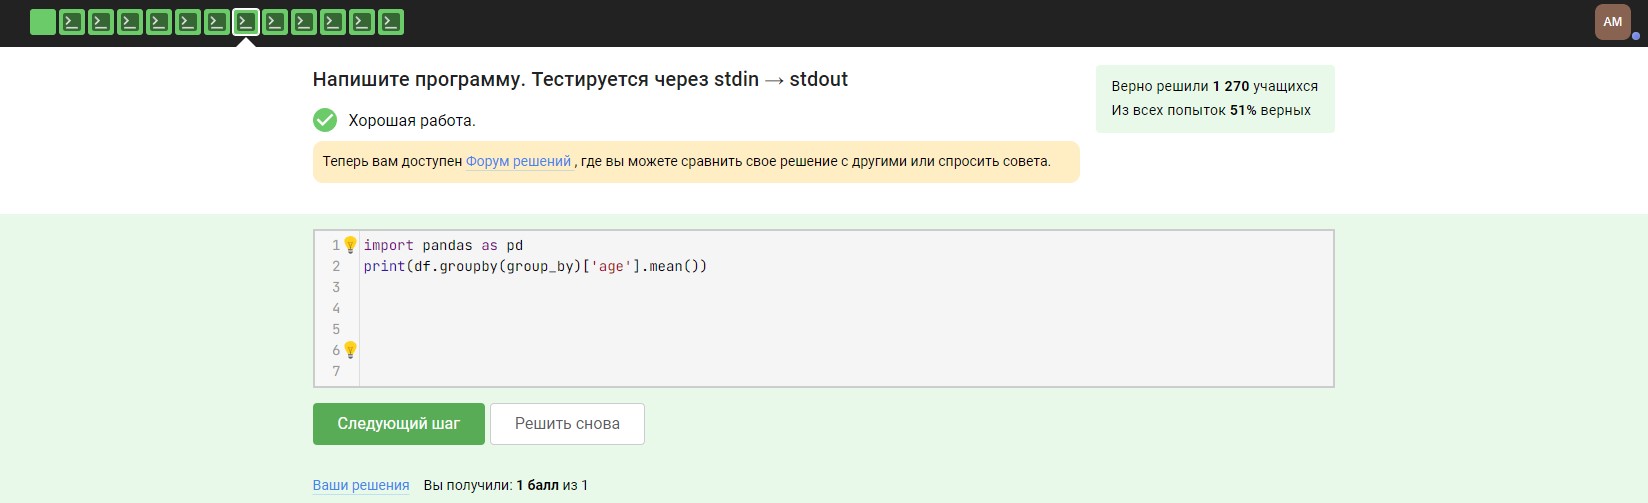 AM
Напишите программу. Тестируется через stdin → stdout
Хорошая работа.
Теперь вам доступен Форум решений , где вы можете сравнить свое решение с другими или спросить совета.
Верно решили 1 270 учащихся
Из всех попыток 51% верных
1 import pandas as pd
2 print(df.groupby(group_by)['age'].mean())
3
4
5
6
7
Следующий шаг Решить снова
Ваши решения Вы получили: 1 балл из 1